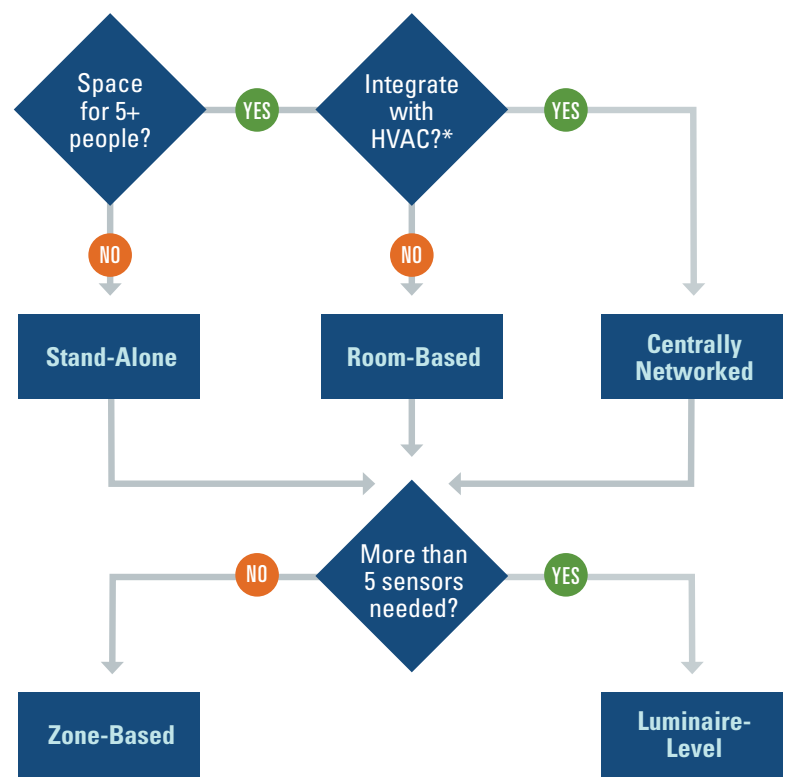 Space
for 5+
people?
YES
Integrate
with
HVAC?*
YES
NO
NO
Stand-Alone
Room-Based
Centrally
Networked
More than
5 sensors
needed?
NO
YES
Zone-Based
Luminaire-
Level